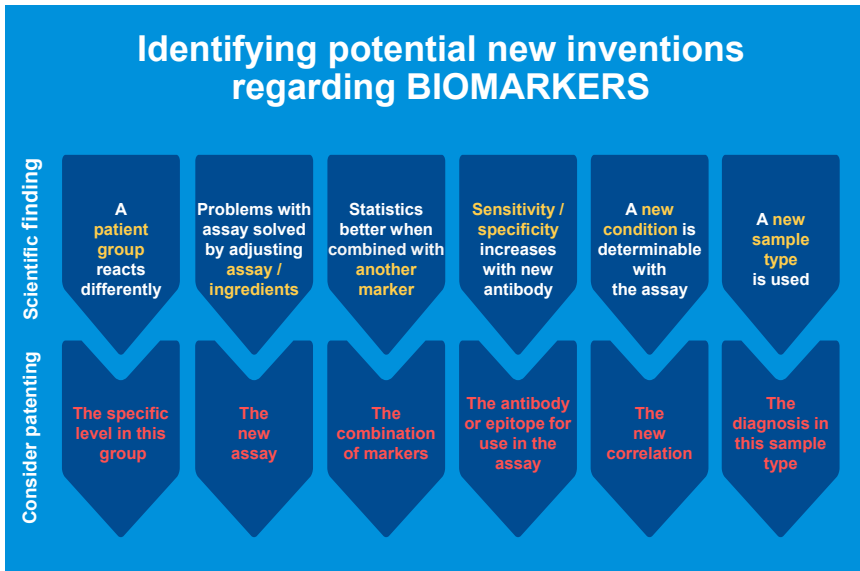 Identifying potential new inventions
regarding BIOMARKERS
Scientific finding
A
patient
group
reacts
differently
Problems with
assay solved
by adjusting
assay /
ingredients
Statistics
better when
combined with
another
marker
Sensitivity /
specificity
increases
with new
antibody
A new
condition is
determinable
with
the assay
A new
sample
type
is used
Consider patenting
The specific
level in this
group
The
new
assay
The
combination
of markers
The antibody
or epitope for
use in the
assay
The
new
correlation
The
diagnosis in
this sample
type